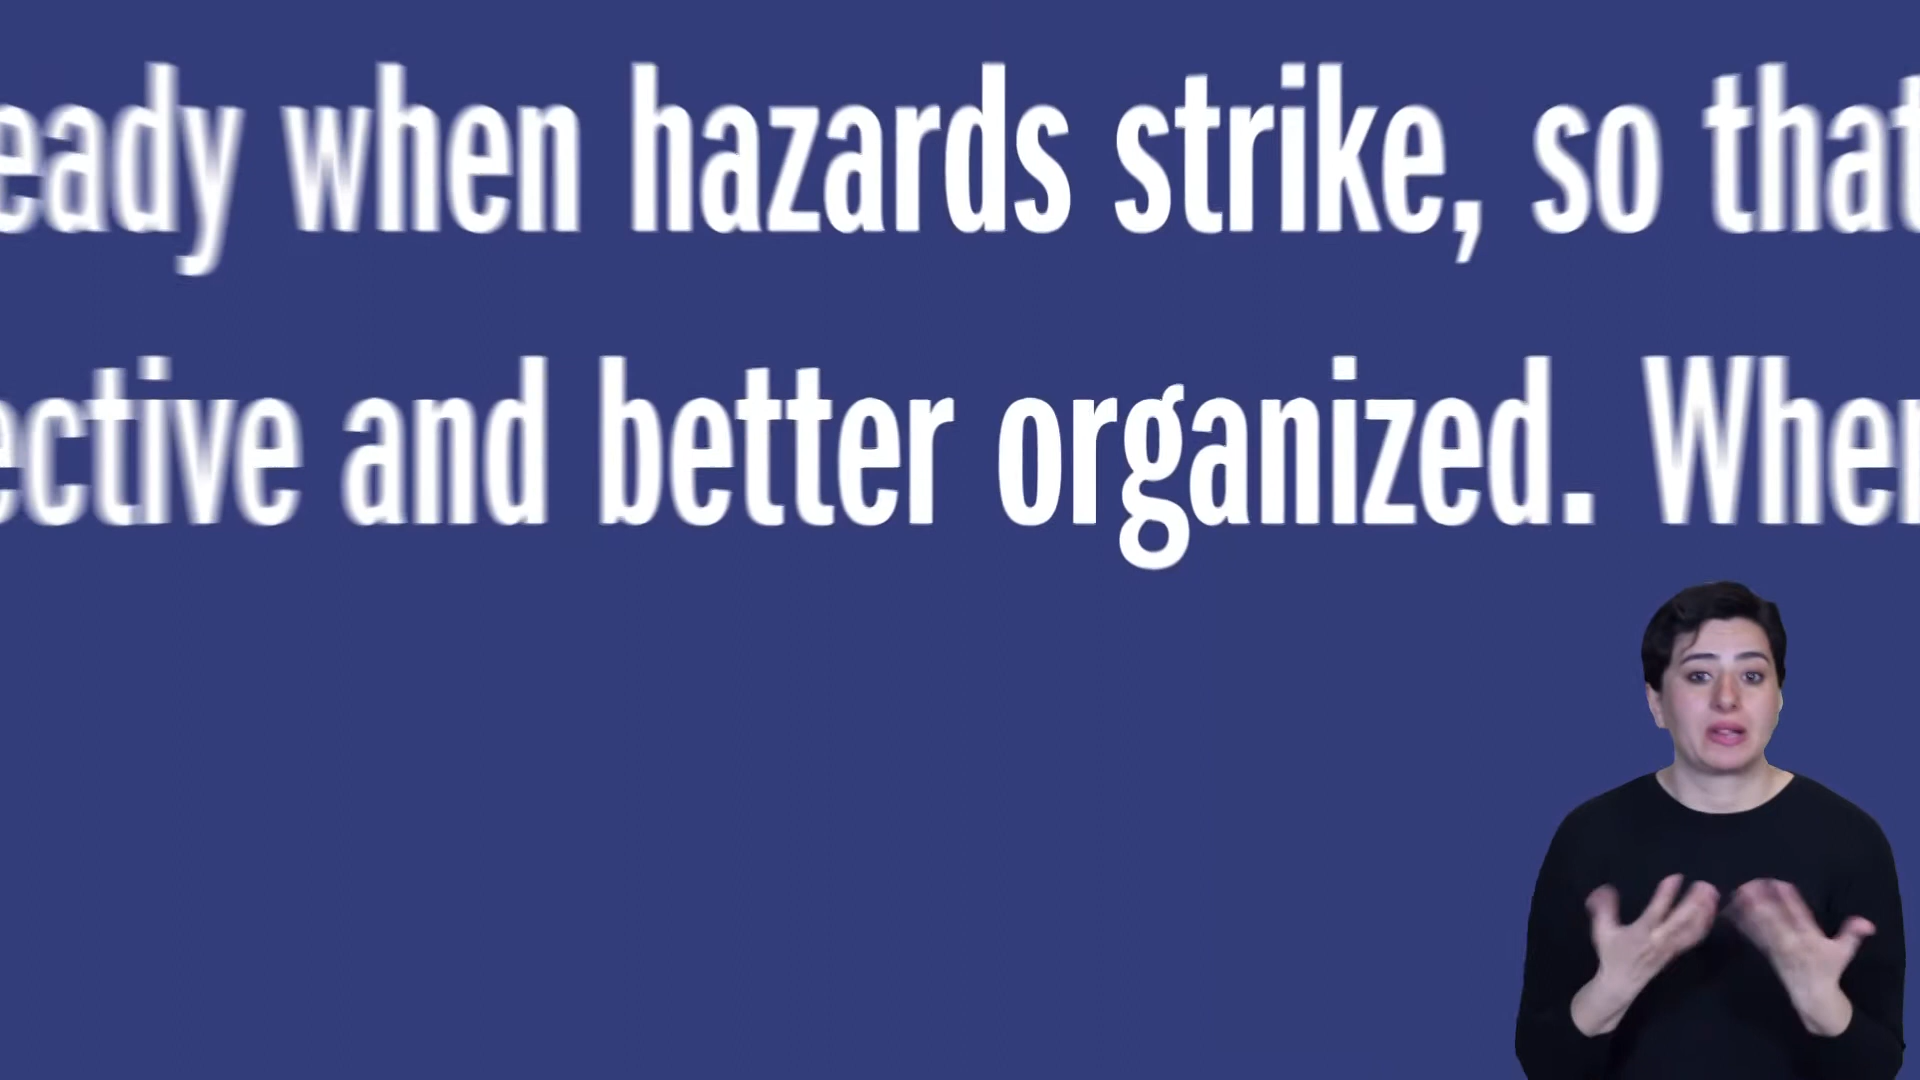 eady when hazards strike, so that
ective and better organized. When